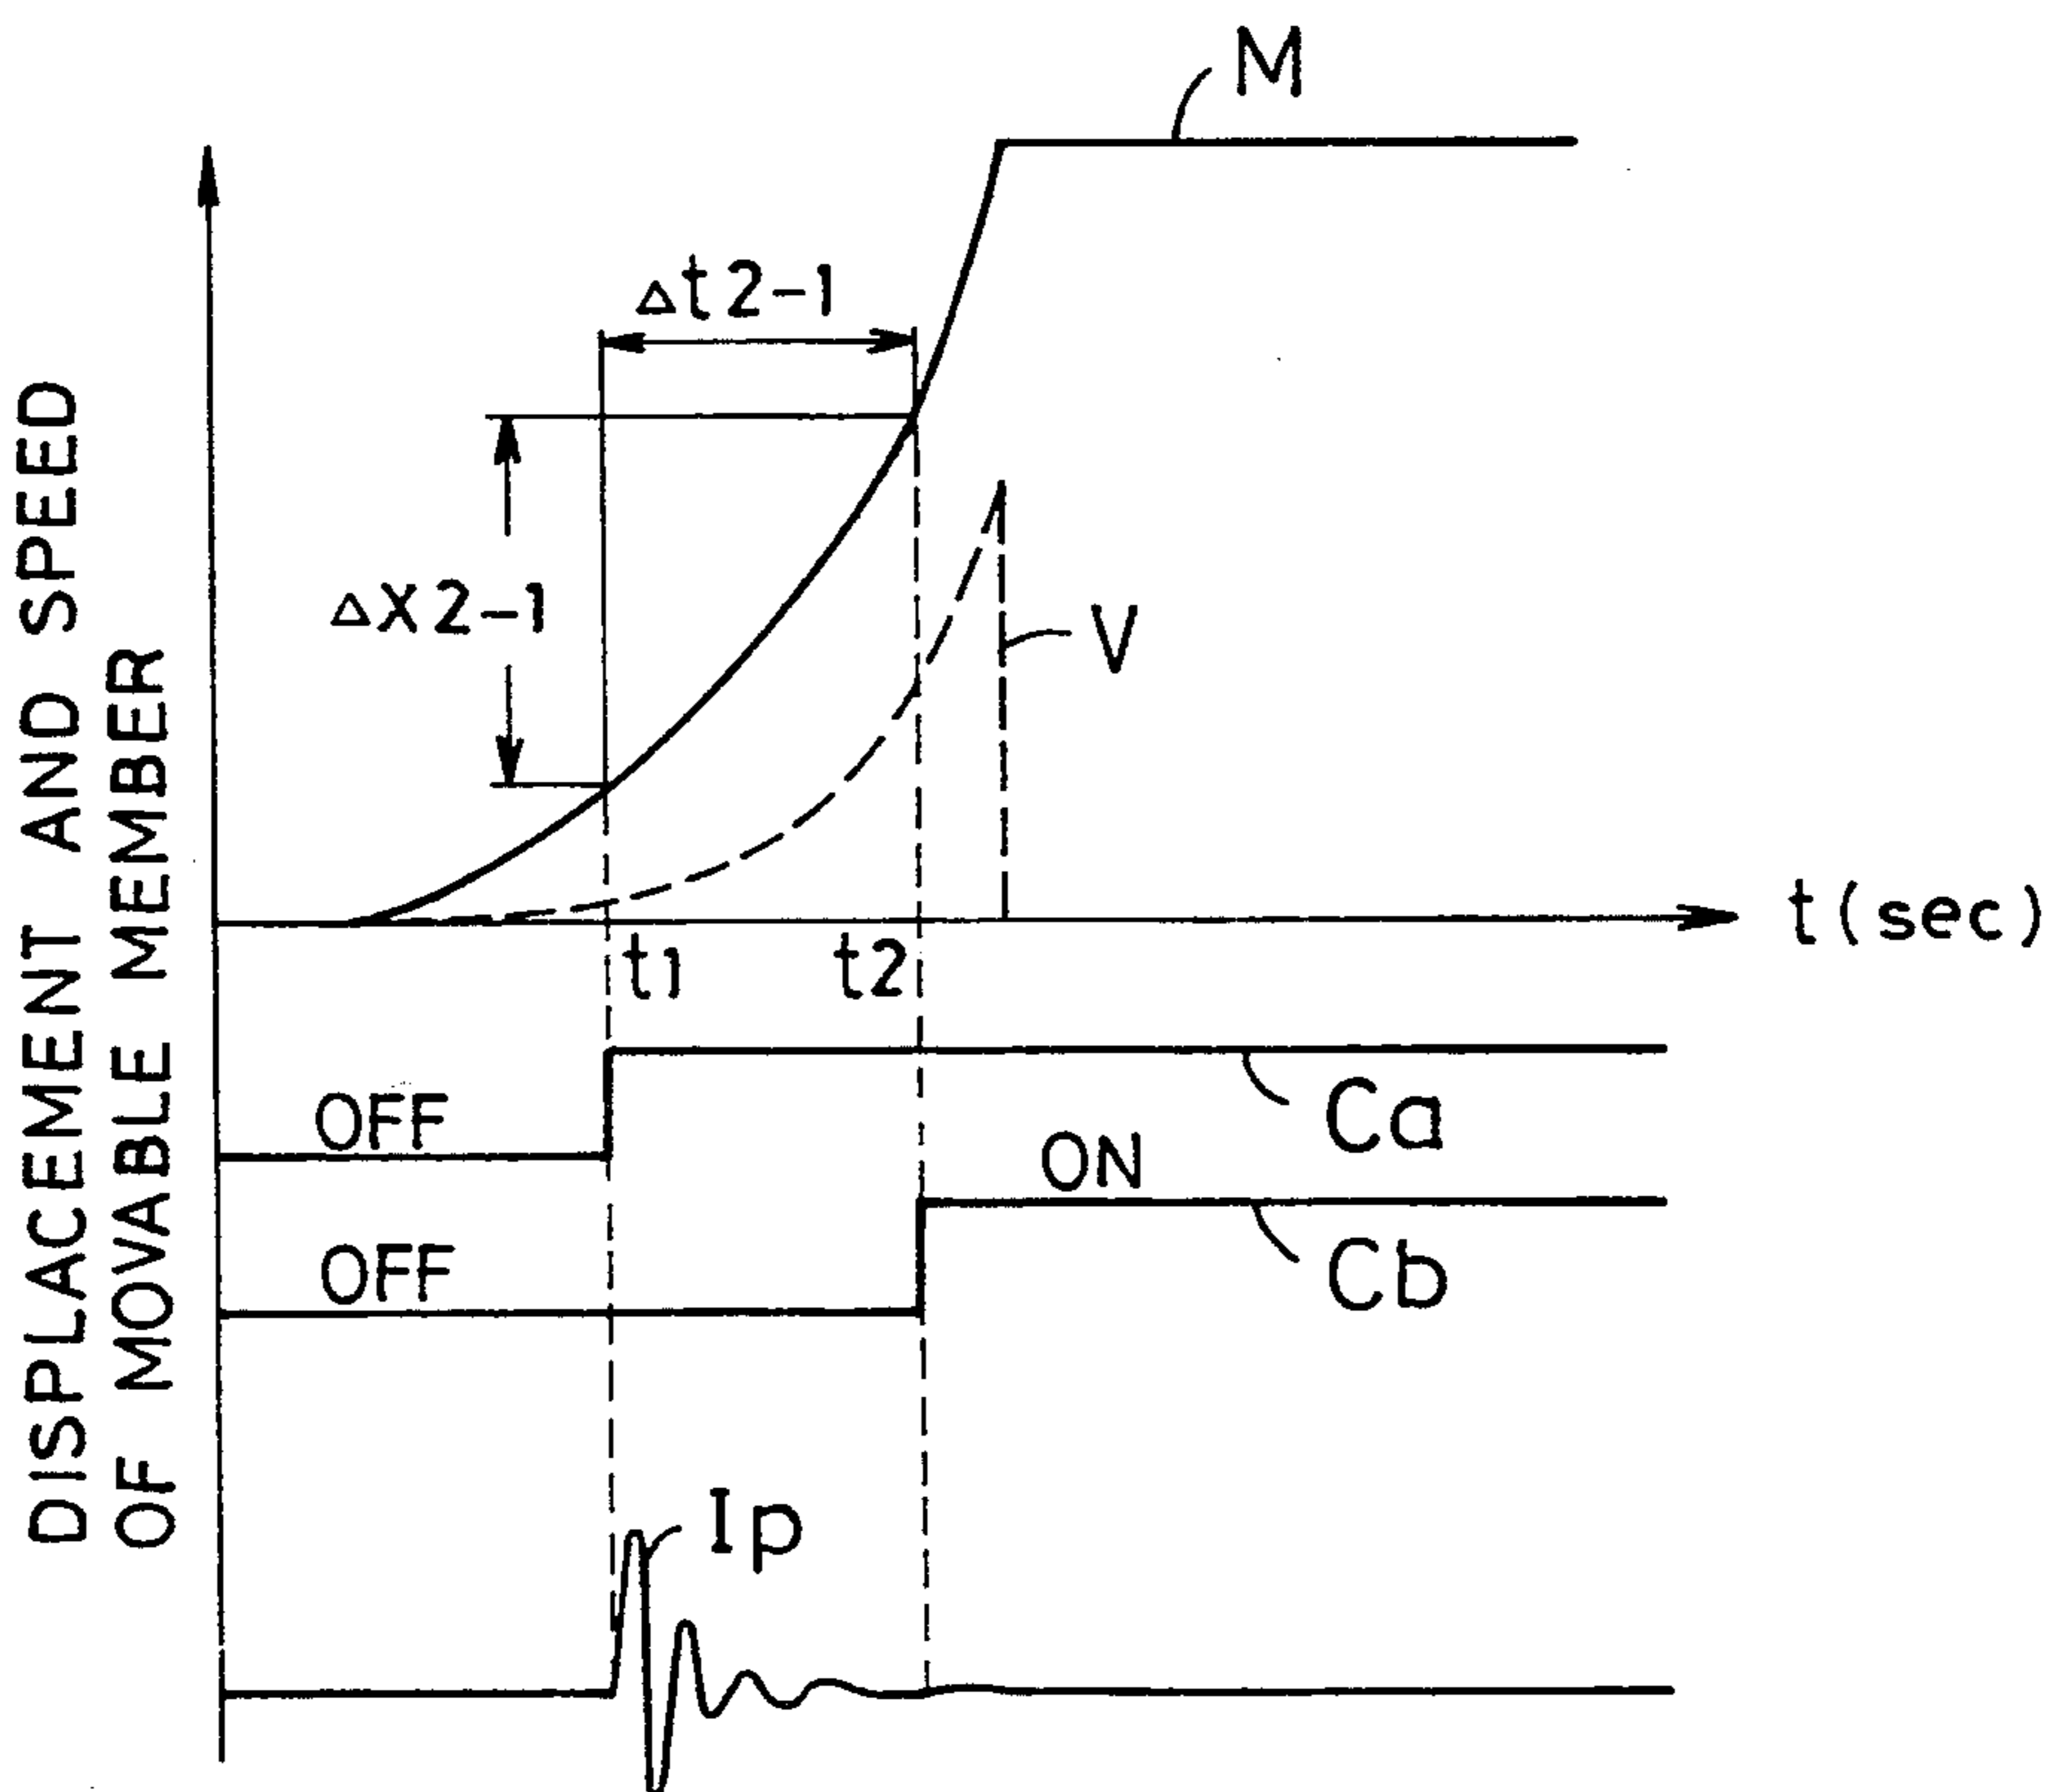 M
Δt2-1
ΔX2-1
V
DISPLACEMENT AND SPEED
OF MOVABLE MEMBER
t(sec)
t1
t2
OFF
Ca
ON
OFF
Cb
Ip